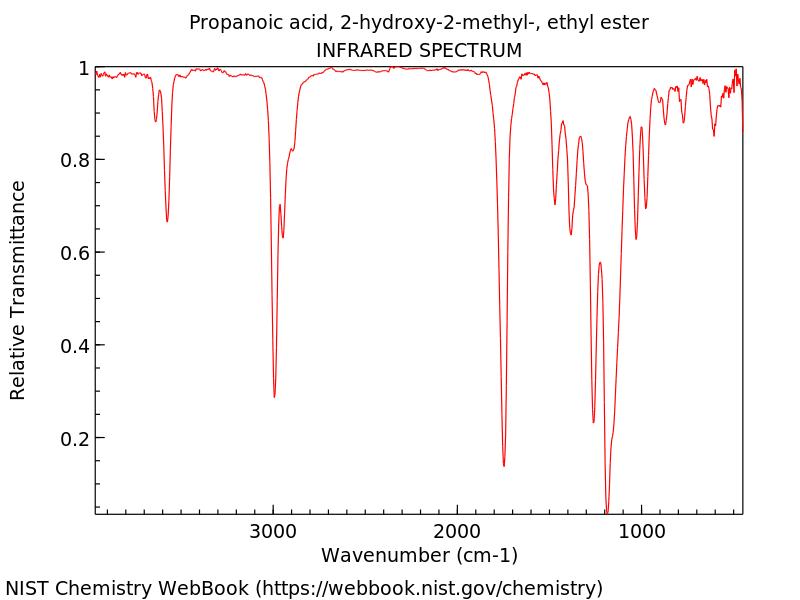 Propanoic acid, 2-hydroxy-2-methyl-, ethyl ester
INFRARED SPECTRUM
1
0.8
0.6
0.4
0.2
Relative Transmittance
3000 2000 1000
Wavenumber (cm-1)
NIST Chemistry WebBook (https://webbook.nist.gov/chemistry)